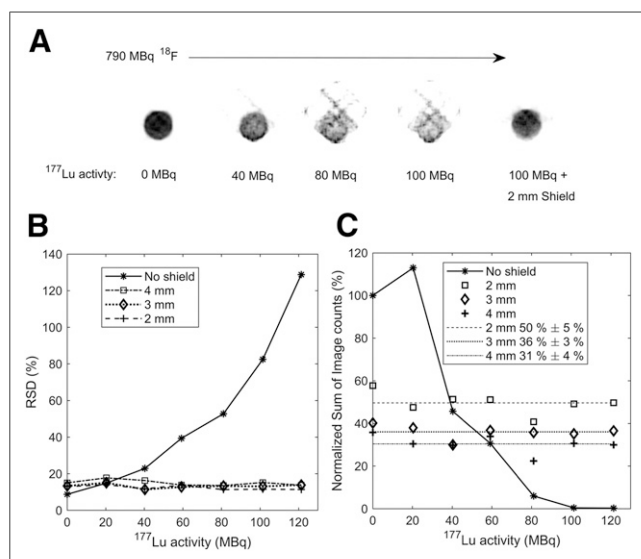 A
790 MBq ¹⁸F
¹⁷⁷Lu activty: 0 MBq 40 MBq 80 MBq 100 MBq 100 MBq +
2 mm Shield
B
RSD (%)
140
120
100
80
60
40
20
0
No shield
4 mm
3 mm
2 mm
0 20 40 60 80 100 120
¹⁷⁷Lu activity (MBq)
C
Normalized Sum of Image counts (%)
120
100
80
60
40
20
0
No shield
2 mm
3 mm
4 mm
2 mm 50 % ± 5 %
3 mm 36 % ± 3 %
4 mm 31 % ± 4 %
0 20 40 60 80 100 120
¹⁷⁷Lu activity (MBq)